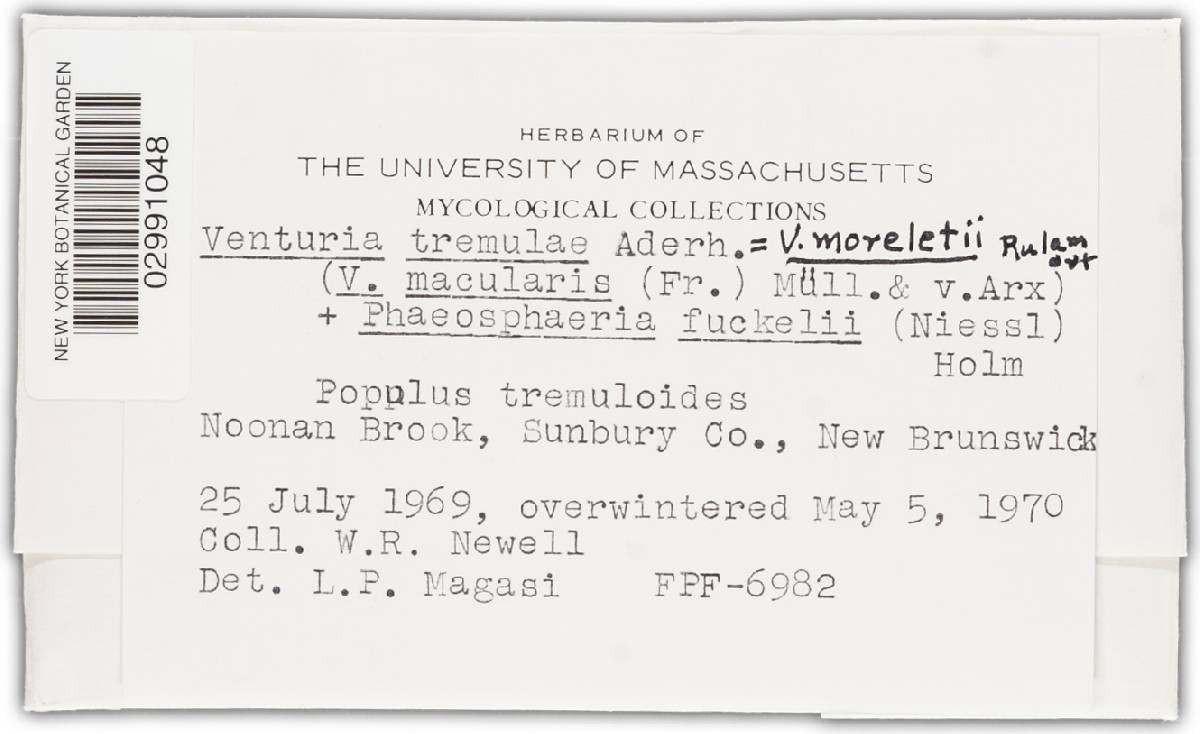 NEW YORK BOTANICAL GARDEN
02991048
HERBARIUM OF
THE UNIVERSITY OF MASSACHUSETTS
MYCOLOGICAL COLLECTIONS
Venturia tremulae Aderh.= V. moreletii Rulamort
(V. macularis (Fr.) Müll.& v.Arx)
+ Phaeosphaeria fuckelii (Niessl)
Holm
Populus tremuloides
Noonan Brook, Sunbury Co., New Brunswick
25 July 1969, overwintered May 5, 1970
Coll. W.R. Newell
Det. L.P. Magasi FPF-6982